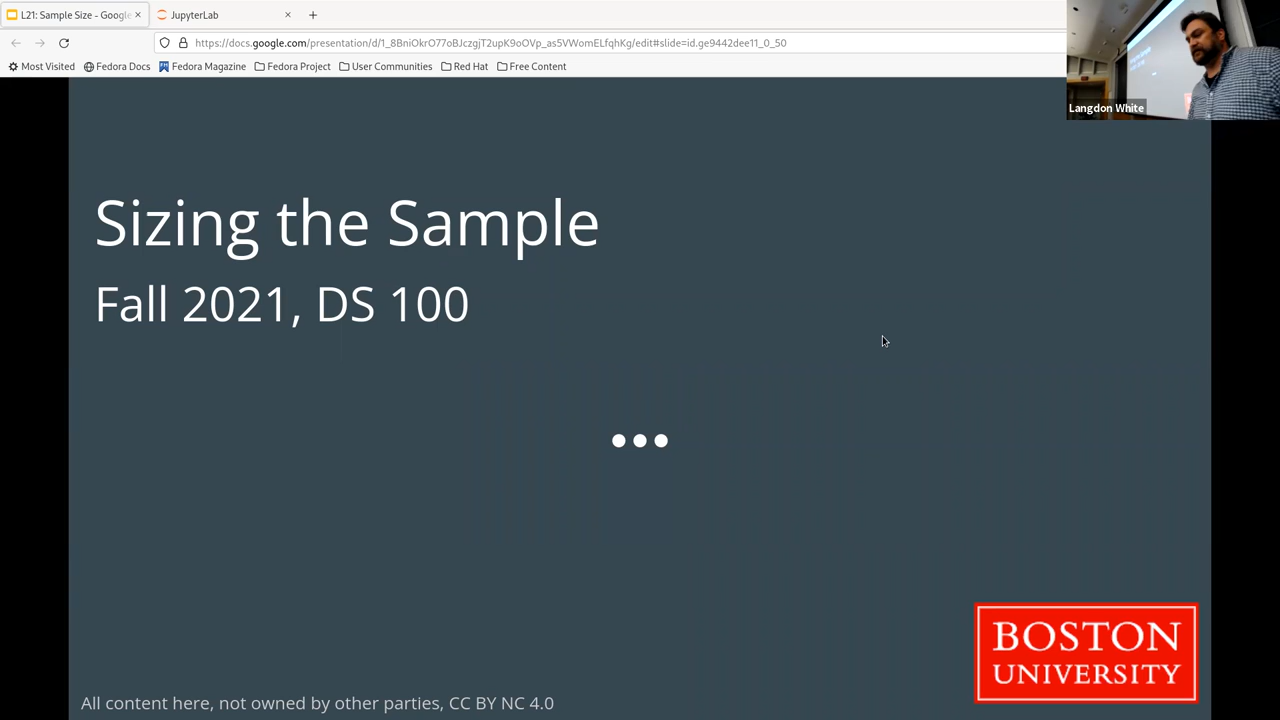 L21: Sample Size - Google
JupyterLab
https://docs.google.com/presentation/d/1_8BniOkrO77oBJczgjT2upK9oOVp_as5VWomELfqhKg/edit#slide=id.ge9442dee11_0_50
Most Visited
Fedora Docs
Fedora Magazine
Fedora Project
User Communities
Red Hat
Free Content
Langdon White
Sizing the Sample
Fall 2021, DS 100
BOSTON
UNIVERSITY
All content here, not owned by other parties, CC BY NC 4.0